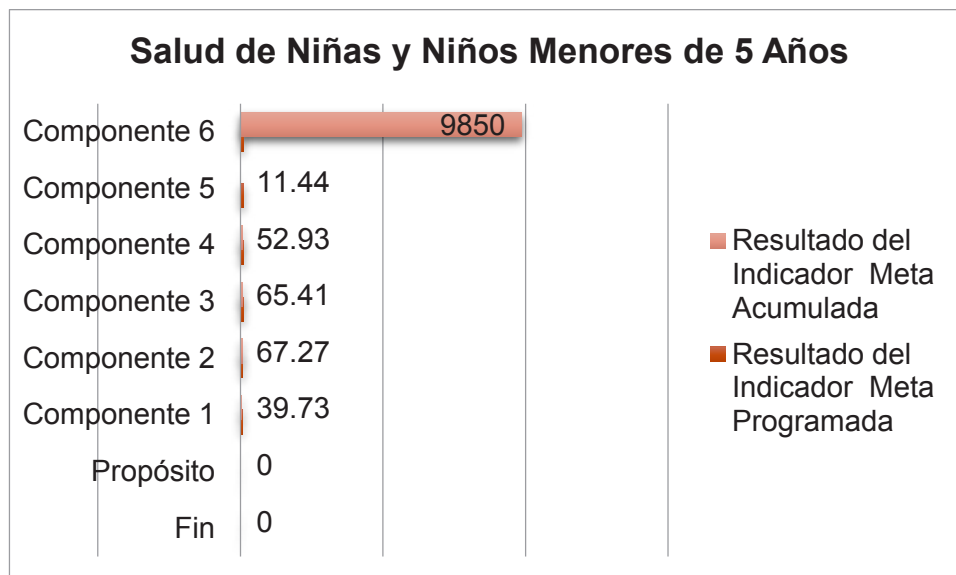 Salud de Niñas y Niños Menores de 5 Años
Componente 6 9850
Componente 5 11.44
Componente 4 52.93
Componente 3 65.41
Componente 2 67.27
Componente 1 39.73
Propósito 0
Fin 0
Resultado del
Indicador Meta
Acumulada
Resultado del
Indicador Meta
Programada